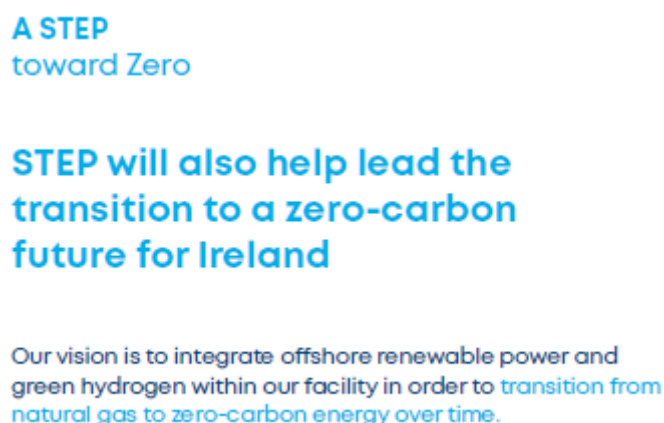 A STEP
toward Zero
STEP will also help lead the
transition to a zero-carbon
future for Ireland
Our vision is to integrate offshore renewable power and
green hydrogen within our facility in order to transition from
natural gas to zero-carbon energy over time.